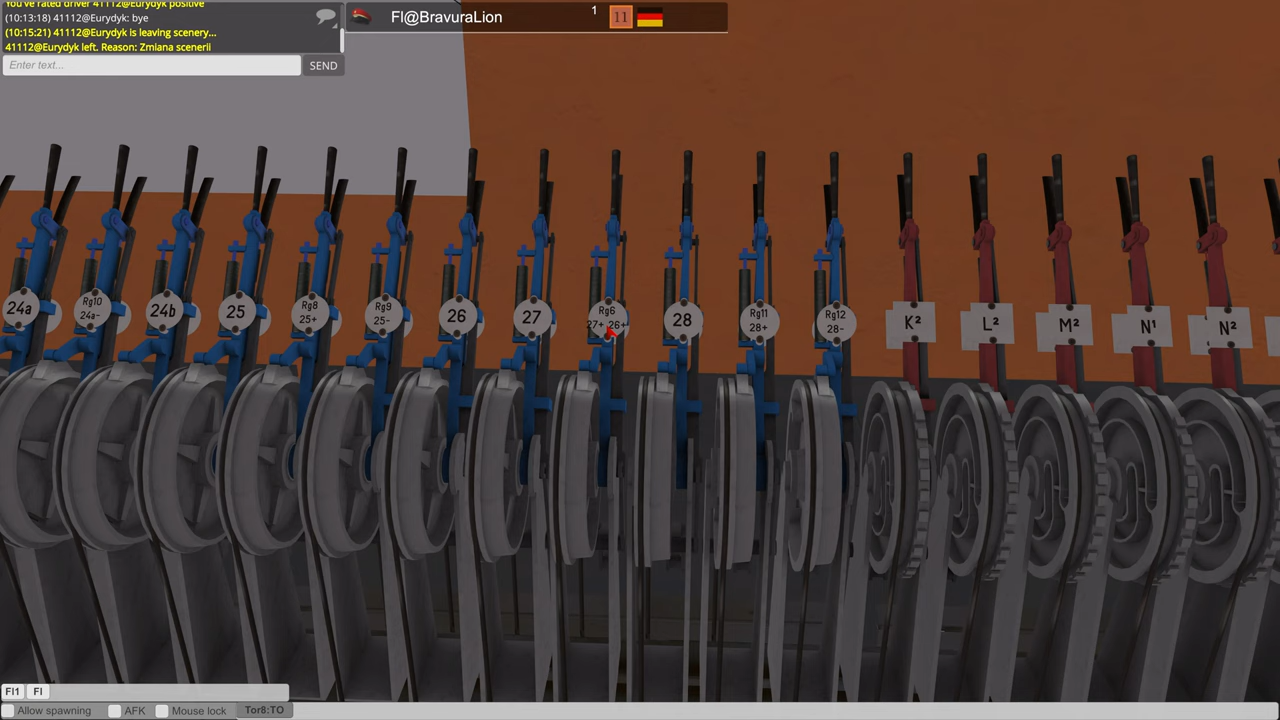 You've rated driver 41112@Eurydyk positive
(10:13:18) 41112@Eurydyk: bye
(10:15:21) 41112@Eurydyk is leaving scenery...
41112@Eurydyk left. Reason: Zmiana scenerii
Enter text... SEND
Fl@BravuraLion 1 11
24a
Rg10
24a-
24b
25
Rg8
25+
Rg9
25-
26
27
Rg6
27+ 26+
28
Rg11
28+
Rg12
28-
K²
L²
M²
N¹
N²
Fl1 Fl
Allow spawning AFK Mouse lock Tor8:TO